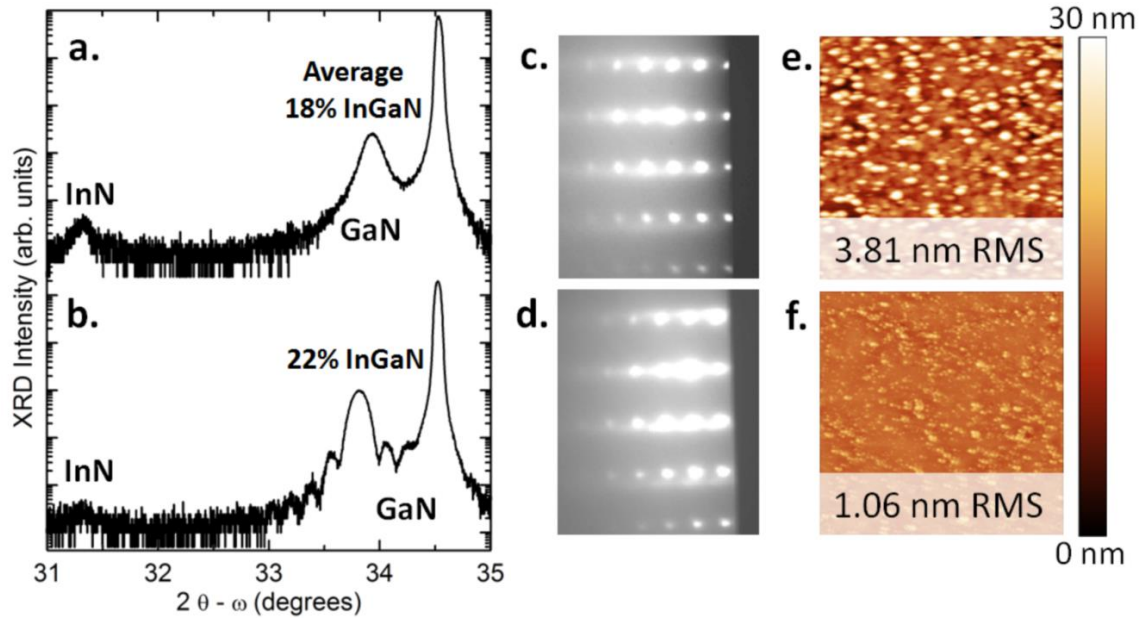 a.
Average
18% InGaN
InN
GaN
b.
22% InGaN
InN
GaN
XRD Intensity (arb. units)
31 32 33 34 35
2 θ - ω (degrees)
c.
d.
e.
3.81 nm RMS
f.
1.06 nm RMS
30 nm
0 nm